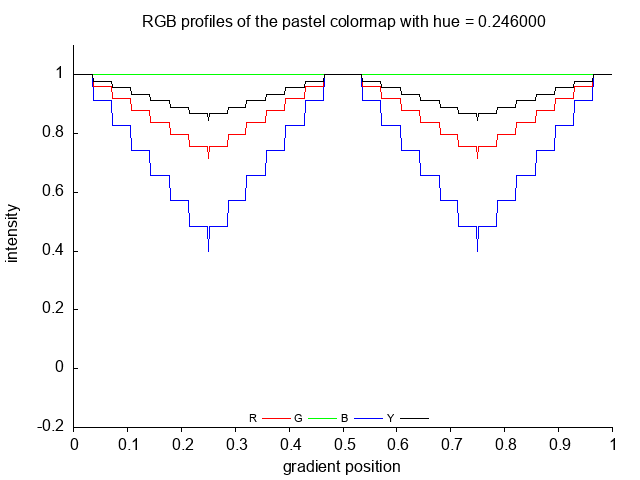 RGB profiles of the pastel colormap with hue = 0.246000
1
0.8
0.6
0.4
0.2
0
-0.2
intensity
R G B Y
0 0.1 0.2 0.3 0.4 0.5 0.6 0.7 0.8 0.9 1
gradient position